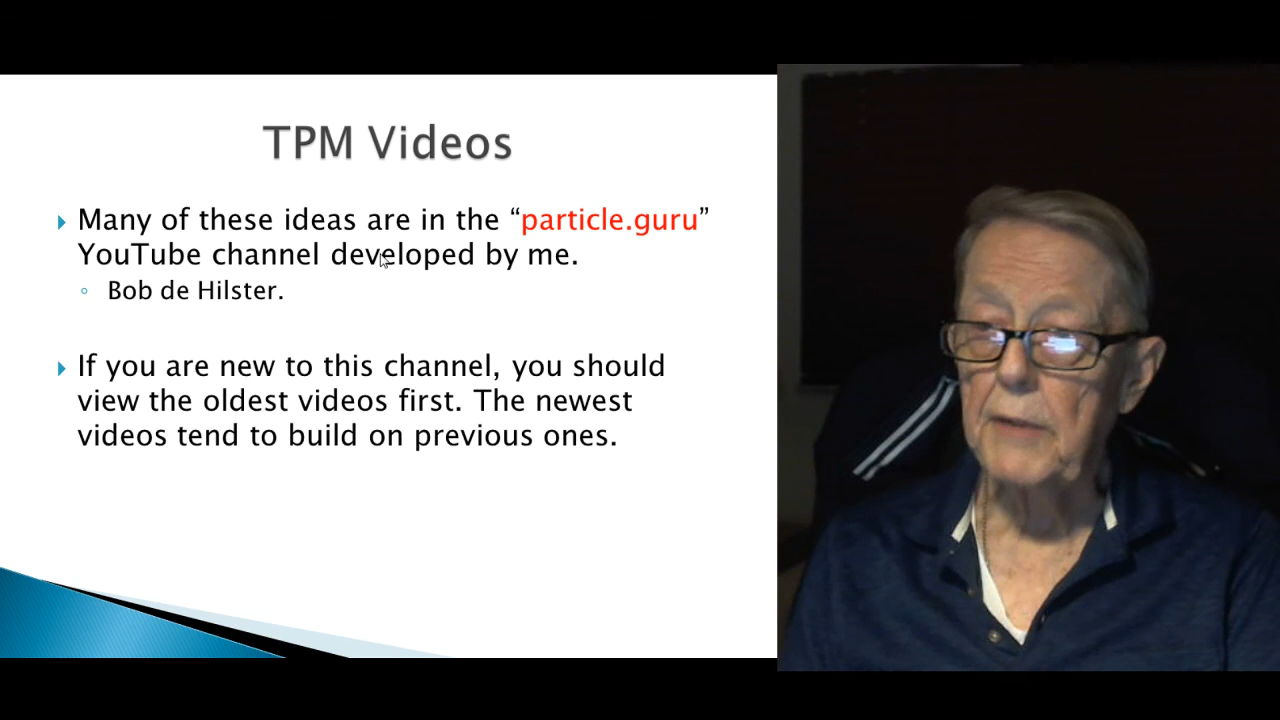 TPM Videos
Many of these ideas are in the “particle.guru”
YouTube channel developed by me.
Bob de Hilster.
If you are new to this channel, you should
view the oldest videos first. The newest
videos tend to build on previous ones.